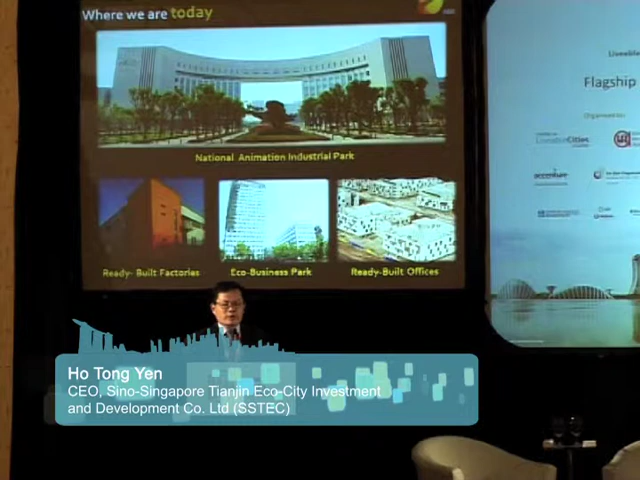 Where we are today
National Animation Industrial Park
Ready- Built Factories
Eco-Business Park
Ready-Built Offices
Flagship
accenture
Ho Tong Yen
CEO, Sino-Singapore Tianjin Eco-City Investment
and Development Co. Ltd (SSTEC)